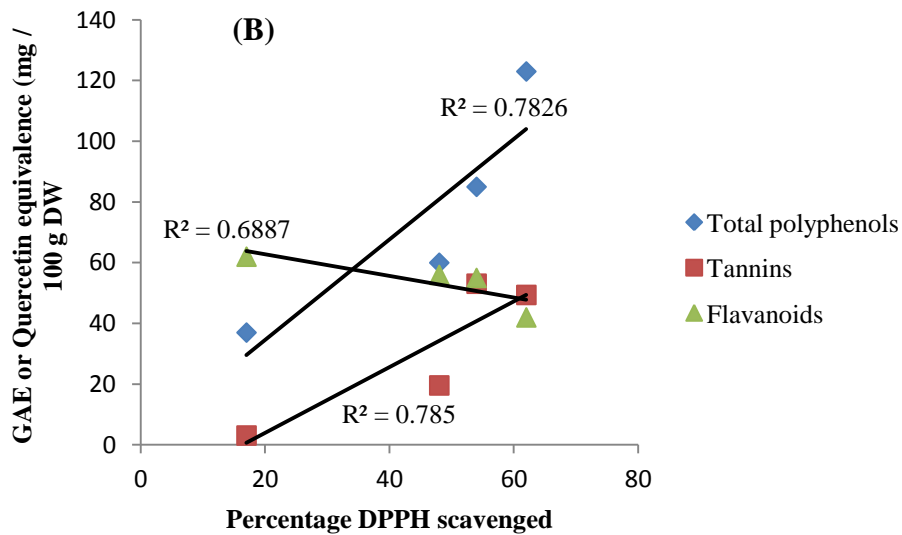 (B)
GAE or Quercetin equivalence (mg /
100 g DW
140
120
100
80
60
40
20
0
R² = 0.7826
R² = 0.6887
R² = 0.785
Total polyphenols
Tannins
Flavanoids
0 20 40 60 80
Percentage DPPH scavenged